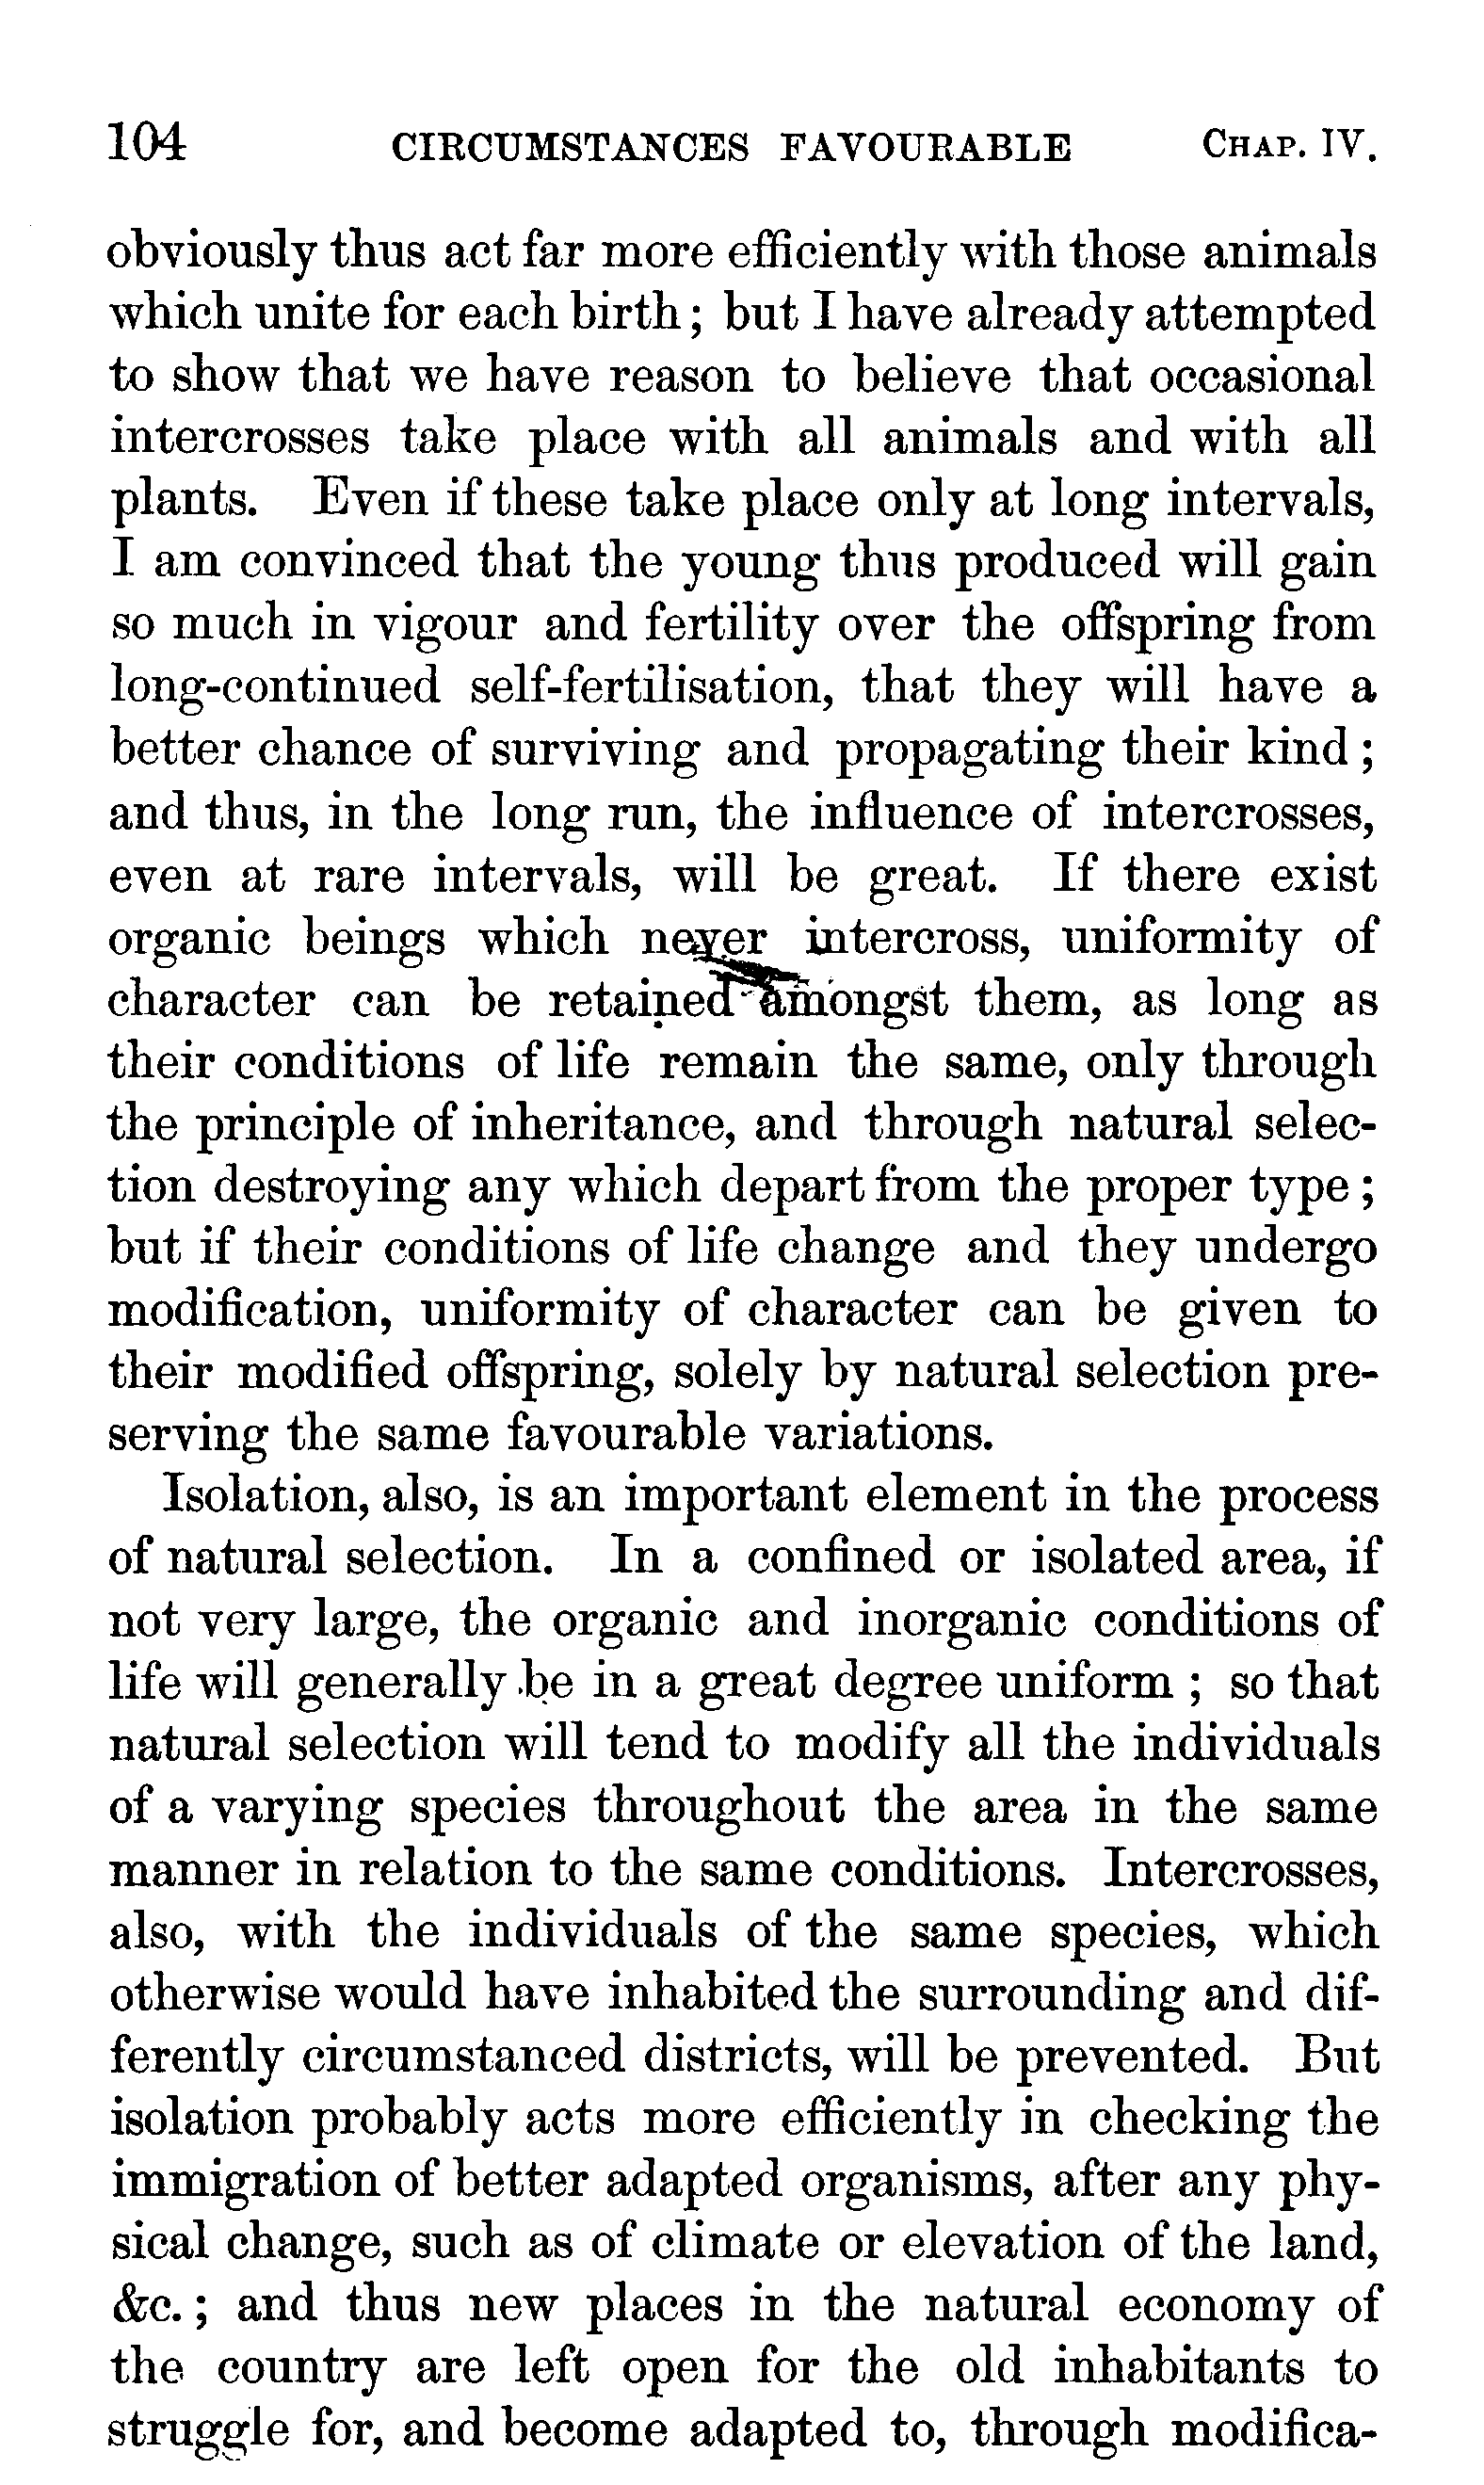 104 CIRCUMSTANCES FAVOURABLE CHAP. IV.
obviously thus act far more efficiently with those animals
which unite for each birth; but I have already attempted
to show that we have reason to believe that occasional
intercrosses take place with all animals and with all
plants. Even if these take place only at long intervals,
I am convinced that the young thus produced will gain
so much in vigour and fertility over the offspring from
long-continued self-fertilisation, that they will have a
better chance of surviving and propagating their kind;
and thus, in the long run, the influence of intercrosses,
even at rare intervals, will be great. If there exist
organic beings which never intercross, uniformity of
character can be retained amongst them, as long as
their conditions of life remain the same, only through
the principle of inheritance, and through natural selec-
tion destroying any which depart from the proper type;
but if their conditions of life change and they undergo
modification, uniformity of character can be given to
their modified offspring, solely by natural selection pre-
serving the same favourable variations.
Isolation, also, is an important element in the process
of natural selection. In a confined or isolated area, if
not very large, the organic and inorganic conditions of
life will generally be in a great degree uniform; so that
natural selection will tend to modify all the individuals
of a varying species throughout the area in the same
manner in relation to the same conditions. Intercrosses,
also, with the individuals of the same species, which
otherwise would have inhabited the surrounding and dif-
ferently circumstanced districts, will be prevented. But
isolation probably acts more efficiently in checking the
immigration of better adapted organisms, after any phy-
sical change, such as of climate or elevation of the land,
&c.; and thus new places in the natural economy of
the country are left open for the old inhabitants to
struggle for, and become adapted to, through modifica-